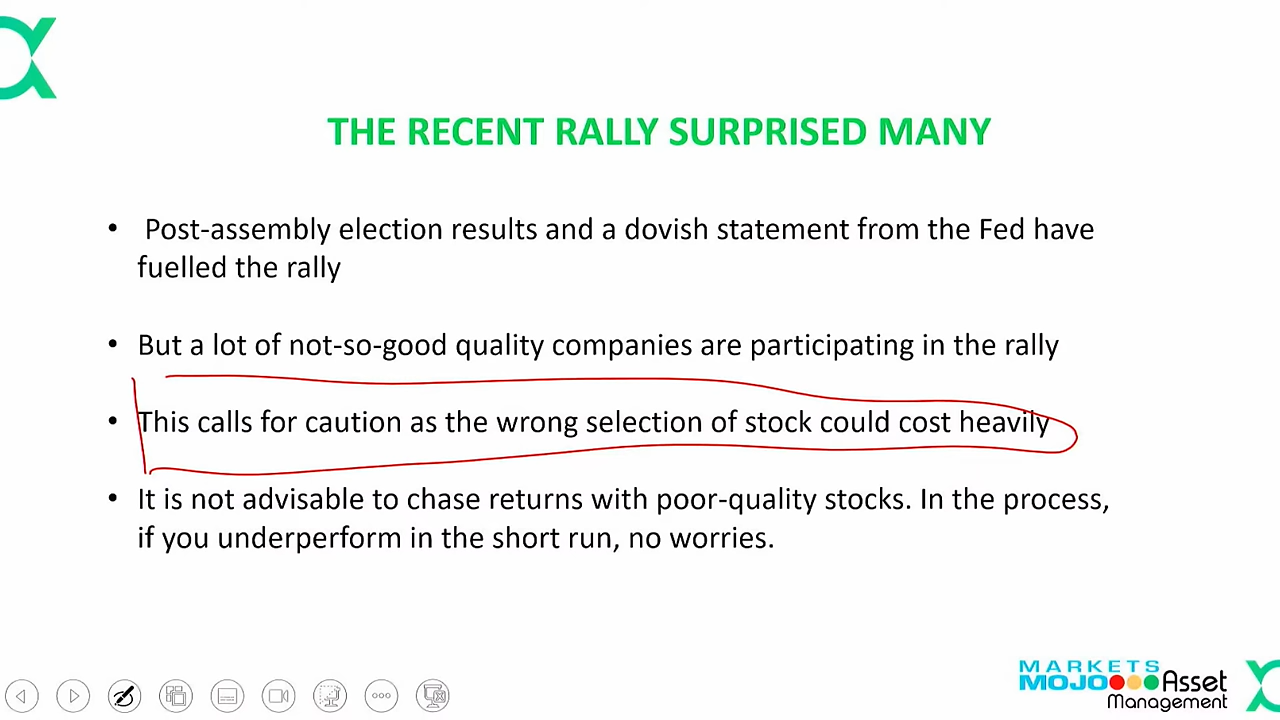 THE RECENT RALLY SURPRISED MANY
• Post-assembly election results and a dovish statement from the Fed have
fuelled the rally
• But a lot of not-so-good quality companies are participating in the rally
• This calls for caution as the wrong selection of stock could cost heavily
• It is not advisable to chase returns with poor-quality stocks. In the process,
if you underperform in the short run, no worries.
MARKETS
MOJO Asset
Management